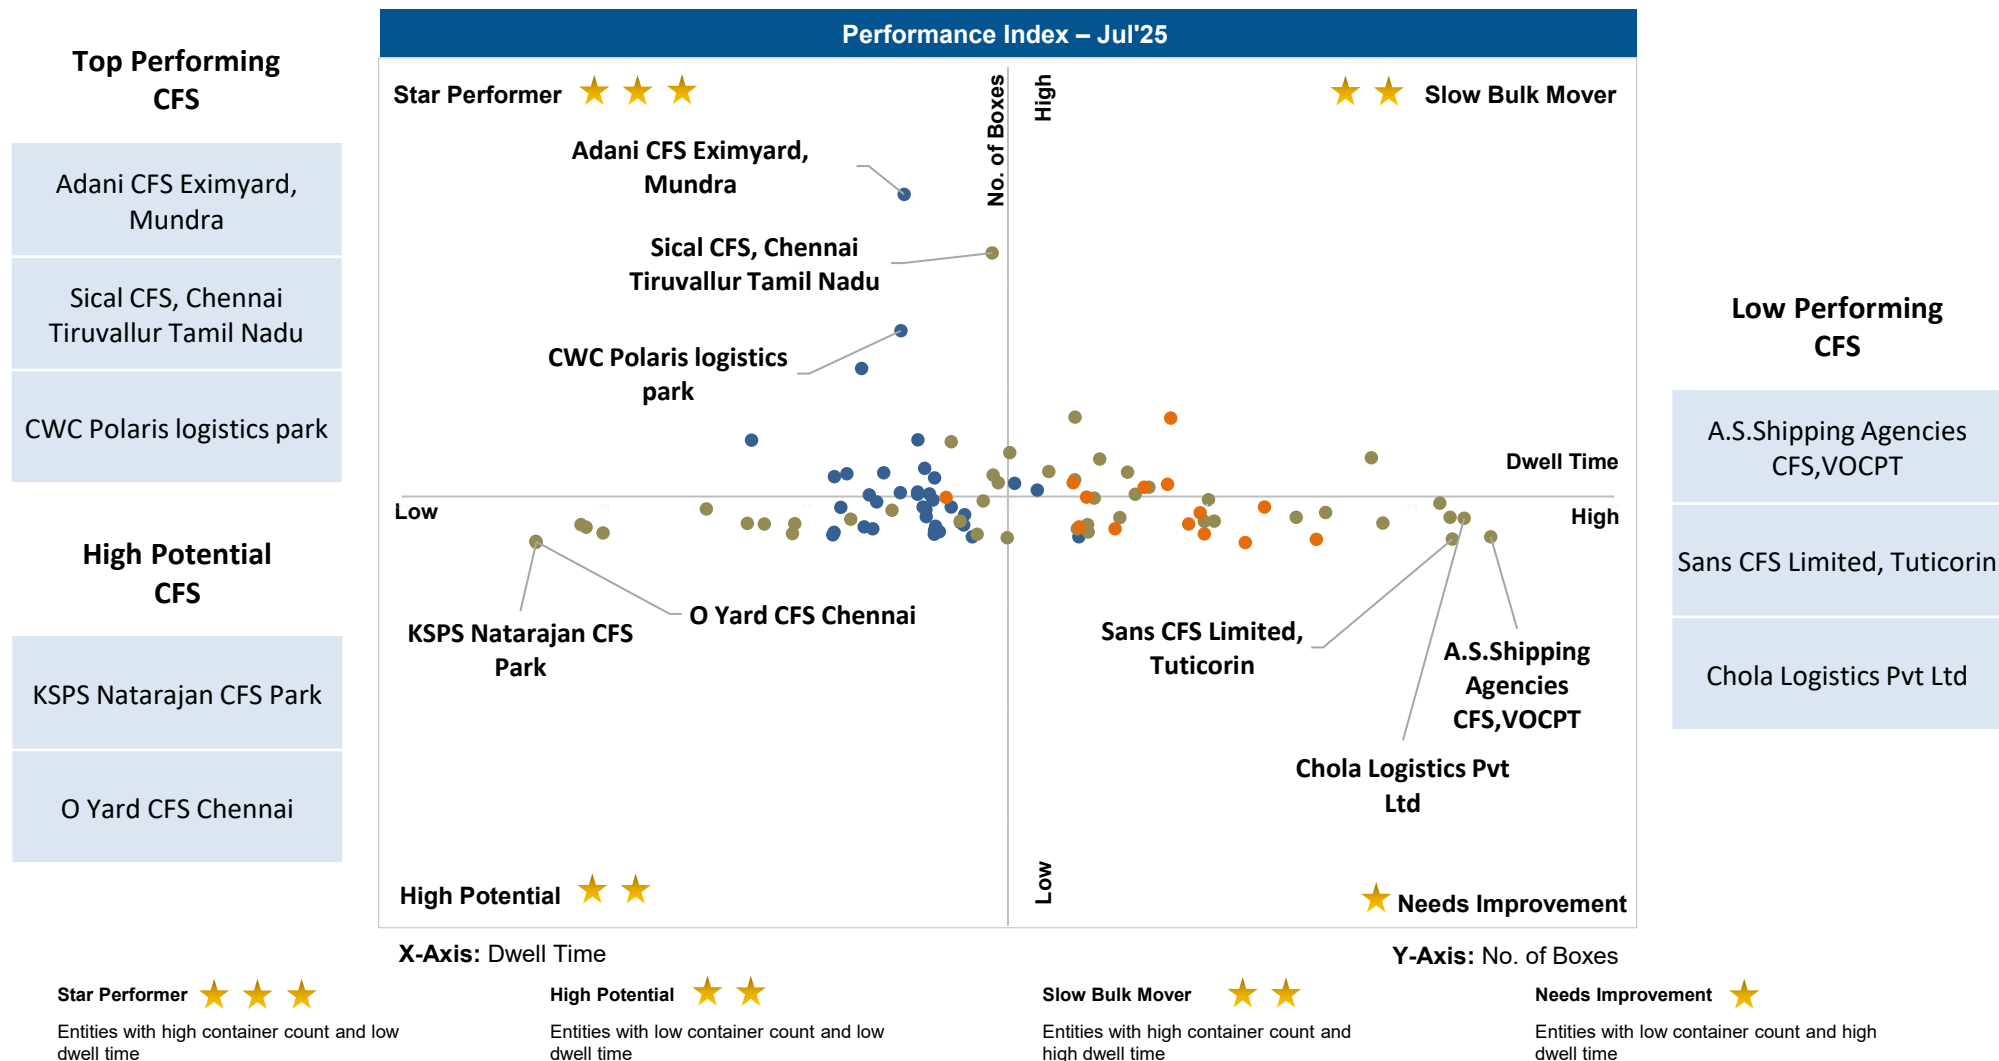 Performance Index – Jul'25
Top Performing
CFS
Adani CFS Eximyard,
Mundra
Sical CFS, Chennai
Tiruvallur Tamil Nadu
CWC Polaris logistics park
High Potential
CFS
KSPS Natarajan CFS Park
O Yard CFS Chennai
Star Performer
Slow Bulk Mover
No. of Boxes
High
Adani CFS Eximyard,
Mundra
Sical CFS, Chennai
Tiruvallur Tamil Nadu
CWC Polaris logistics
park
Dwell Time
Low
High
KSPS Natarajan CFS
Park
O Yard CFS Chennai
Sans CFS Limited,
Tuticorin
A.S.Shipping
Agencies
CFS,VOCPT
Chola Logistics Pvt
Ltd
Low
High Potential
Needs Improvement
Low Performing
CFS
A.S.Shipping Agencies
CFS,VOCPT
Sans CFS Limited, Tuticorin
Chola Logistics Pvt Ltd
X-Axis: Dwell Time
Y-Axis: No. of Boxes
Star Performer
Entities with high container count and low
dwell time
High Potential
Entities with low container count and low
dwell time
Slow Bulk Mover
Entities with high container count and
high dwell time
Needs Improvement
Entities with low container count and high
dwell time